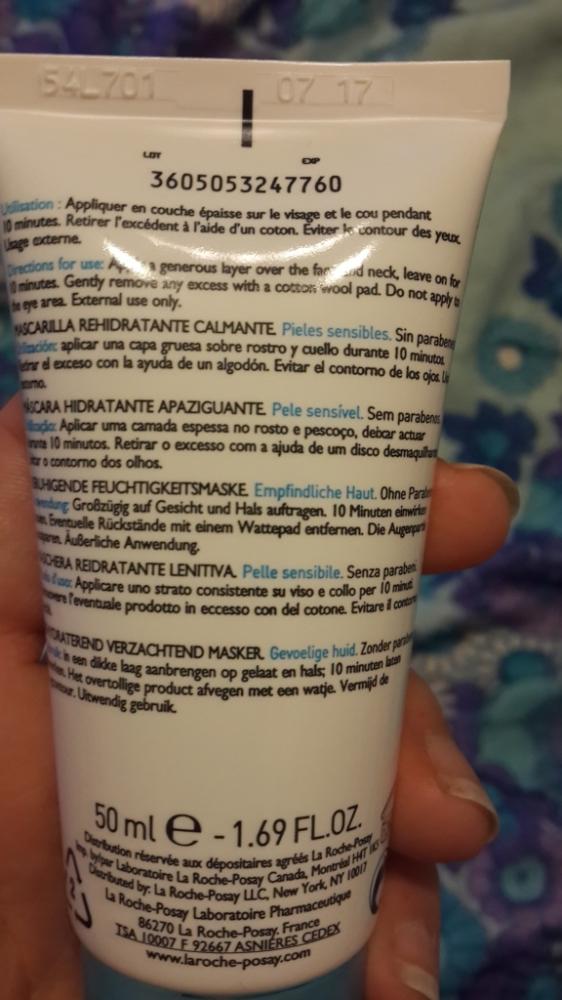 54L701 07 17
LOT EXP
3605053247760
Utilisation : Appliquer en couche épaisse sur le visage et le cou pendant
10 minutes. Retirer l'excédent à l'aide d'un coton. Eviter le contour des yeux.
Usage externe.
Directions for use: Apply a generous layer over the face and neck, leave on for
10 minutes. Gently remove any excess with a cotton wool pad. Do not apply to
the eye area. External use only.
MASCARILLA REHIDRATANTE CALMANTE. Pieles sensibles. Sin parabenos
aplicar una capa gruesa sobre rostro y cuello durante 10 minutos.
el exceso con la ayuda de un algodón. Evitar el contorno de los ojos.
MÁSCARA HIDRATANTE APAZIGUANTE. Pele sensível. Sem parabenos.
Aplicar uma camada espessa no rosto e pescoço, deixar actuar
10 minutos. Retirar o excesso com a ajuda de um disco
o contorno dos olhos.
FEUCHTIGKEITSMASKE. Empfindliche Haut. Ohne
Großzügig auf Gesicht und Hals auftragen. 10 Minuten einwirken
Eventuelle Rückstände mit einem Wattepad entfernen. Die
Äußerliche Anwendung.
REIDRATANTE LENITIVA. Pelle sensibile. Senza parabeni.
Applicare uno strato consistente su viso e collo per 10 minuti.
l'eventuale prodotto in eccesso con del cotone. Evitare il
VERZACHTEND MASKER. Gevoelige huid. Zonder
in een dikke laag aanbrengen op gelaat en hals; 10 minuten laten
Het overtollige product afvegen met een watje. Vermijd de
Uitwendig gebruik.
50 ml e - 1.69 FL.OZ.
Distribution réservée aux dépositaires agréés La Roche-Posay
Imp. by/par Laboratoire La Roche-Posay Canada, Montréal H4T 1K5
Distributed by: La Roche-Posay LLC, New York, NY 10017
La Roche-Posay Laboratoire Pharmaceutique
86270 La Roche-Posay. France
TSA 10007 F 92667 ASNIÈRES CEDEX
www.laroche-posay.com
2